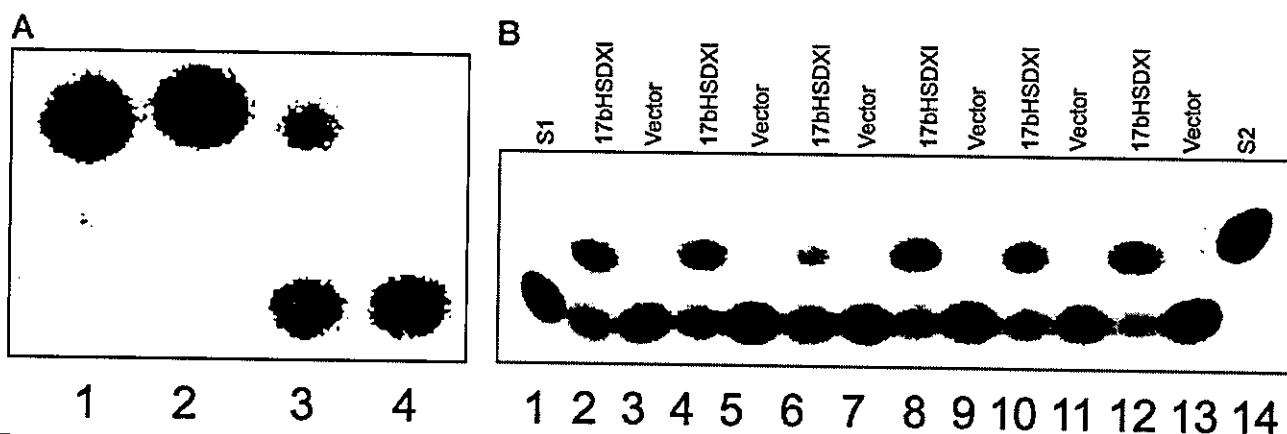 A
B
S1 17bHSDXI Vector 17bHSDXI Vector 17bHSDXI Vector 17bHSDXI Vector 17bHSDXI Vector 17bHSDXI Vector S2
1 2 3 4
1 2 3 4 5 6 7 8 9 10 11 12 13 14